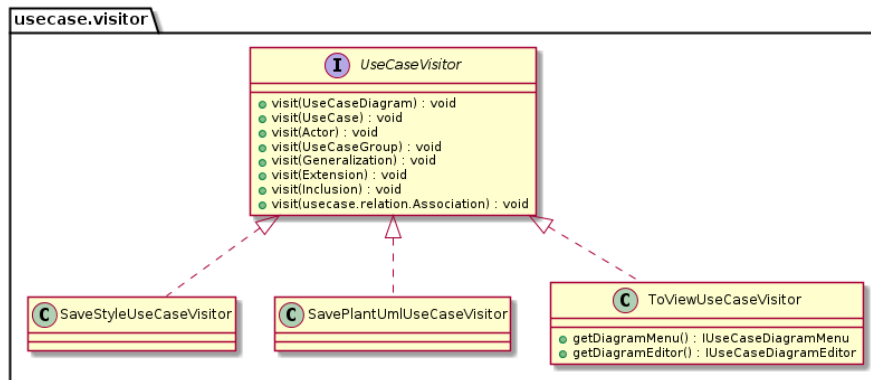 usecase.visitor
I UseCaseVisitor
visit(UseCaseDiagram) : void
visit(UseCase) : void
visit(Actor) : void
visit(UseCaseGroup) : void
visit(Generalization) : void
visit(Extension) : void
visit(Inclusion) : void
visit(usecase.relation.Association) : void
C SaveStyleUseCaseVisitor
C SavePlantUmlUseCaseVisitor
C ToViewUseCaseVisitor
getDiagramMenu() : IUseCaseDiagramMenu
getDiagramEditor() : IUseCaseDiagramEditor